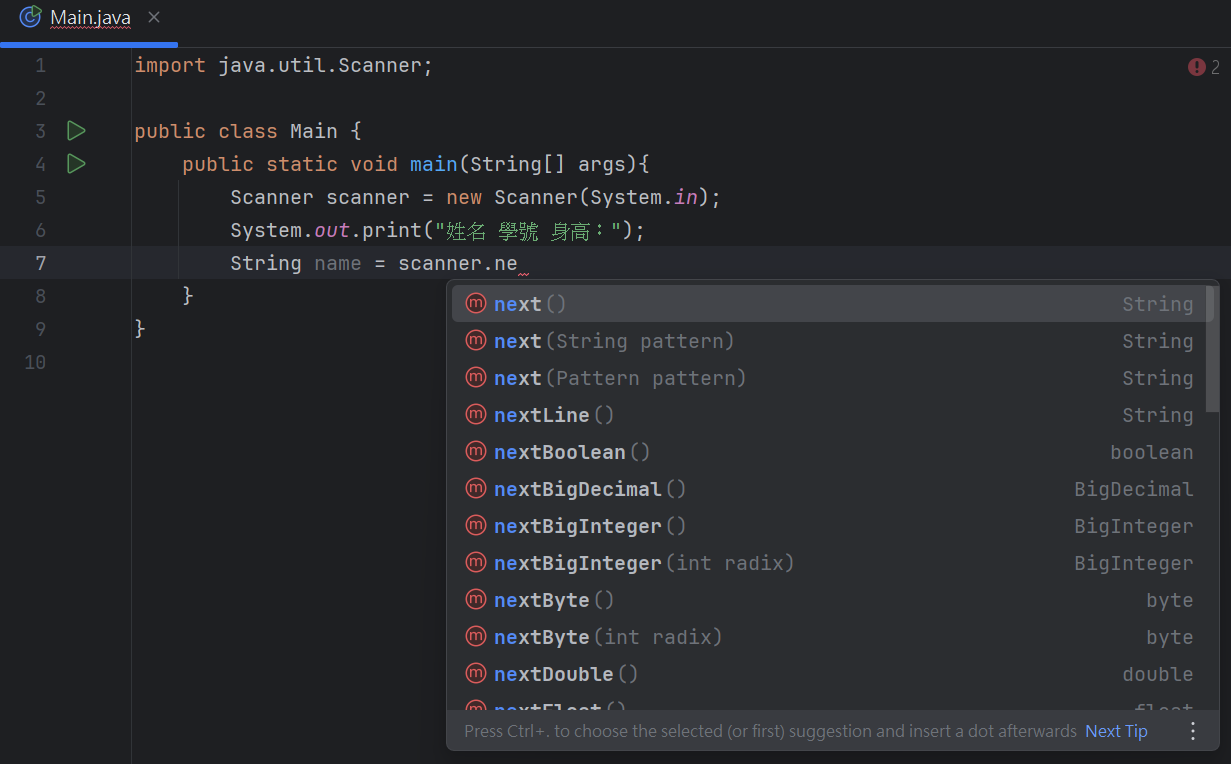 Main.java
2
1 import java.util.Scanner;
2
3 public class Main {
4 public static void main(String[] args){
5 Scanner scanner = new Scanner(System.in);
6 System.out.print("姓名 學號 身高：");
7 String name = scanner.ne
8 }
9 }
10
next() String
next(String pattern) String
next(Pattern pattern) String
nextLine() String
nextBoolean() boolean
nextBigDecimal() BigDecimal
nextBigInteger() BigInteger
nextBigInteger(int radix) BigInteger
nextByte() byte
nextByte(int radix) byte
nextDouble() double
nextFloat() float
Press Ctrl+. to choose the selected (or first) suggestion and insert a dot afterwards Next Tip